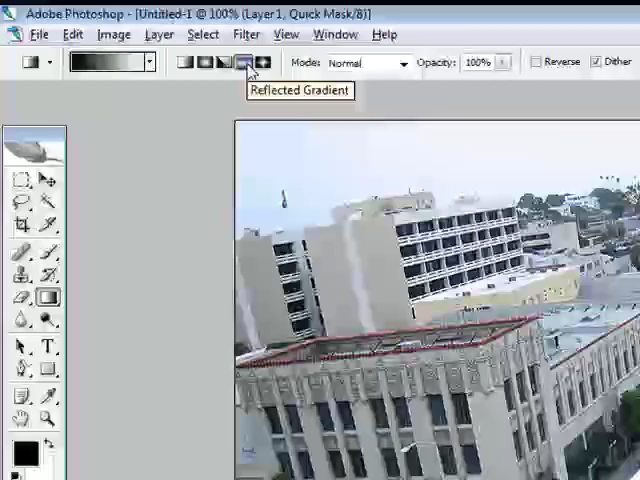 Adobe Photoshop - [Untitled-1 @ 100% (Layer 1, Quick Mask/8)]
File Edit Image Layer Select Filter View Window Help
Mode: Normal Opacity: 100% Reverse Dither
Reflected Gradient
T